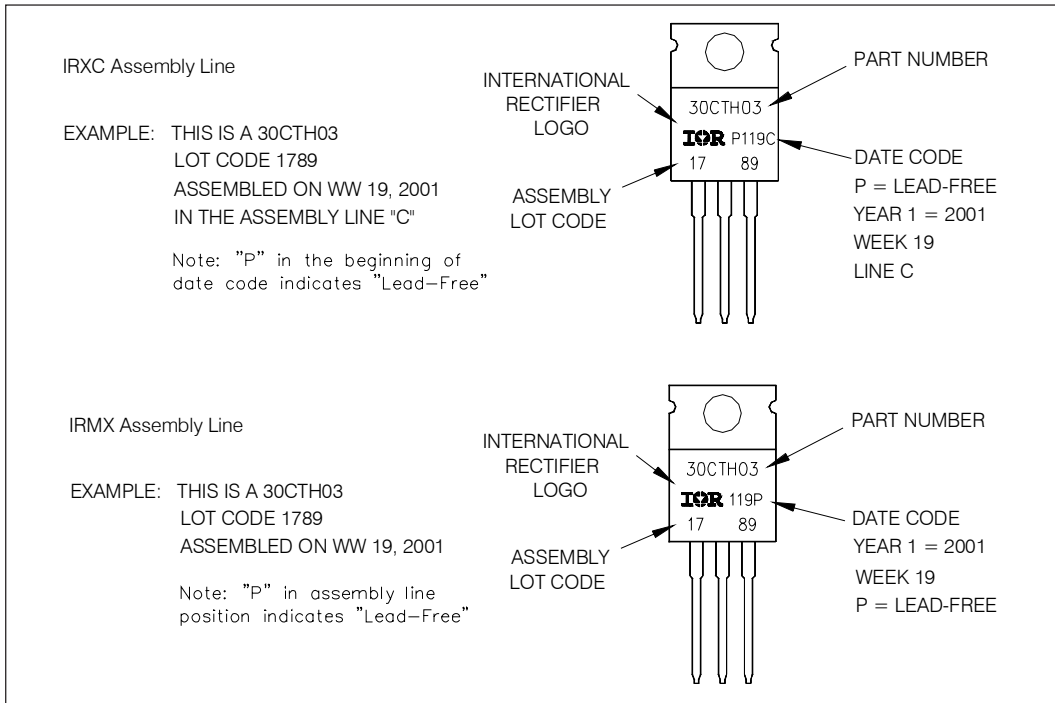 IRXC Assembly Line
EXAMPLE: THIS IS A 30CTH03
LOT CODE 1789
ASSEMBLED ON WW 19, 2001
IN THE ASSEMBLY LINE "C"
Note: "P" in the beginning of
date code indicates "Lead-Free"
INTERNATIONAL
RECTIFIER
LOGO
ASSEMBLY
LOT CODE
30CTH03
IOR P119C
17 89
PART NUMBER
DATE CODE
P = LEAD-FREE
YEAR 1 = 2001
WEEK 19
LINE C
IRMX Assembly Line
EXAMPLE: THIS IS A 30CTH03
LOT CODE 1789
ASSEMBLED ON WW 19, 2001
Note: "P" in assembly line
position indicates "Lead-Free"
INTERNATIONAL
RECTIFIER
LOGO
ASSEMBLY
LOT CODE
30CTH03
IOR 119P
17 89
PART NUMBER
DATE CODE
YEAR 1 = 2001
WEEK 19
P = LEAD-FREE